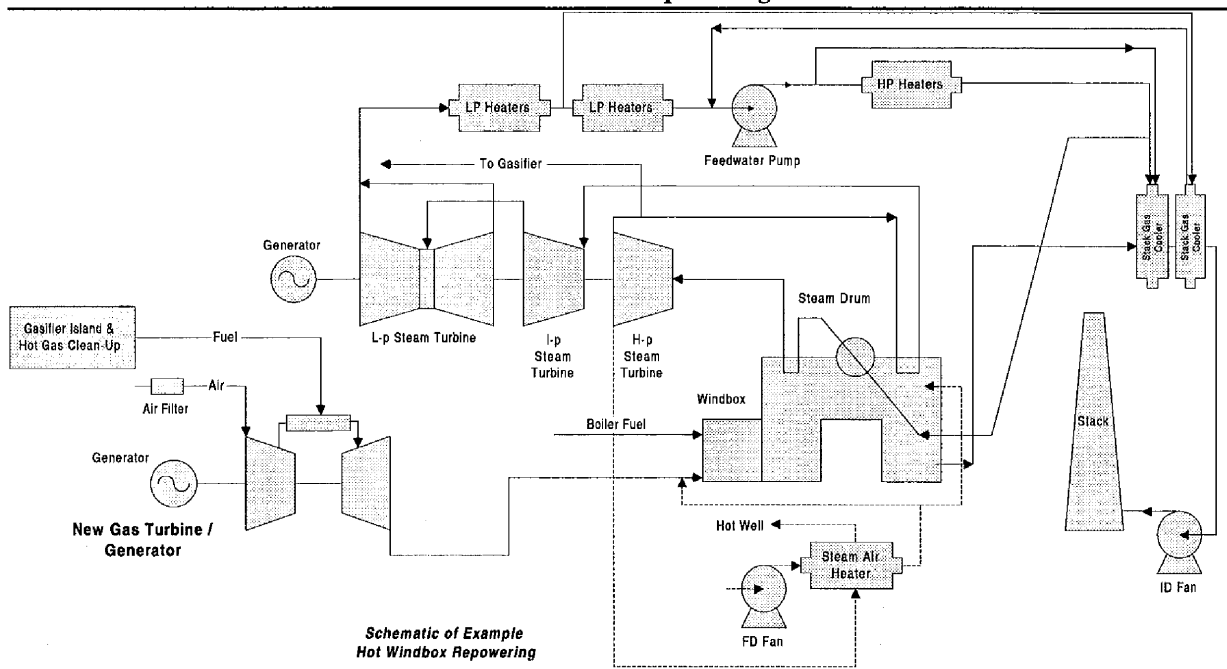 LP Heaters
LP Heaters
HP Heaters
Feedwater Pump
To Gasifier
Stack Gas
Cooler
Stack Gas
Cooler
Generator
Steam Drum
Gasifier Island &
Hot Gas Clean-Up
Fuel
L-p Steam Turbine
I-p
Steam
Turbine
H-p
Steam
Turbine
Air
Air Filter
Windbox
Boiler Fuel
Stack
Generator
New Gas Turbine /
Generator
Hot Well
Steam Air
Heater
FD Fan
ID Fan
Schematic of Example
Hot Windbox Repowering